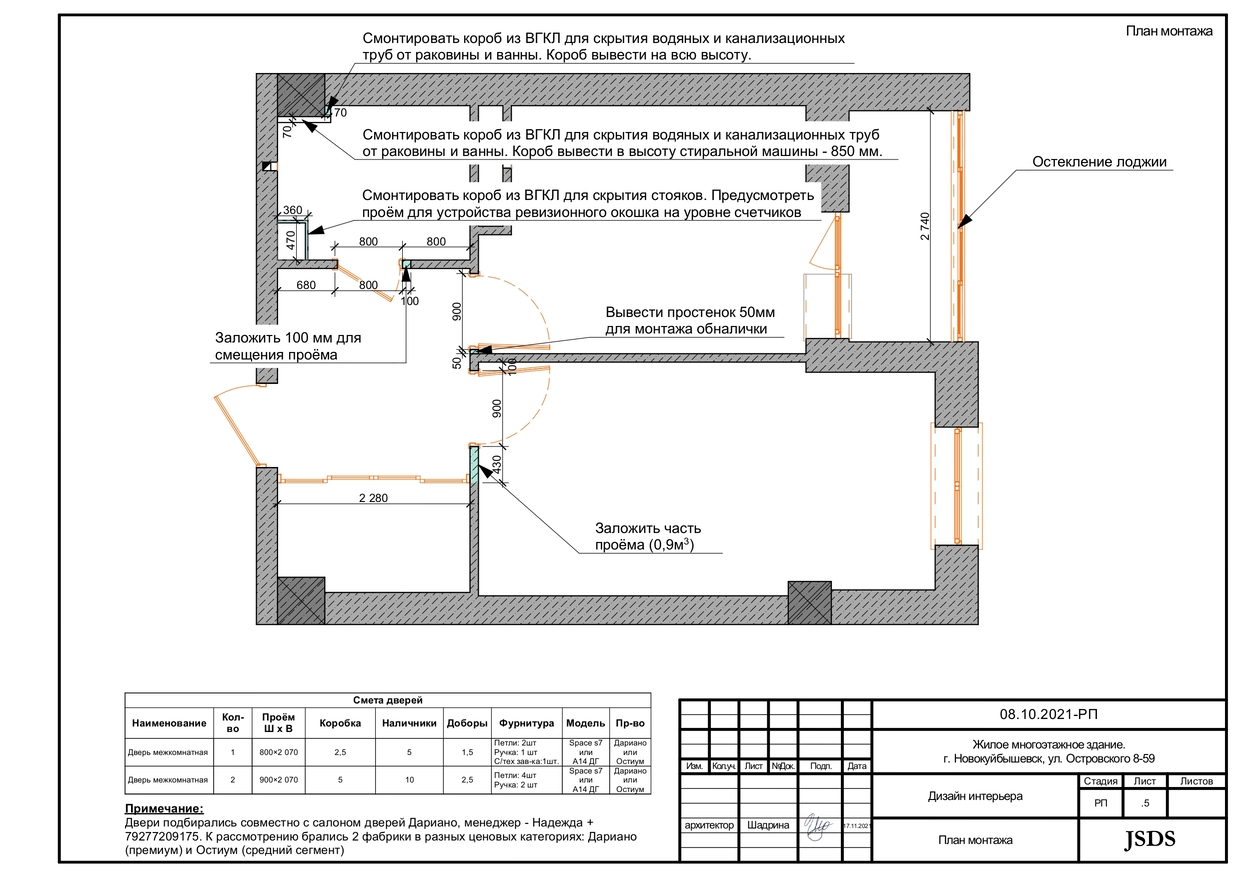 План монтажа
Смонтировать короб из ВГКЛ для скрытия водяных и канализационных
труб от раковины и ванны. Короб вывести на всю высоту.
70
70
Смонтировать короб из ВГКЛ для скрытия водяных и канализационных труб
от раковины и ванны. Короб вывести в высоту стиральной машины - 850 мм.
Остекление лоджии
Смонтировать короб из ВГКЛ для скрытия стояков. Предусмотреть
проём для устройства ревизионного окошка на уровне счетчиков
360
470
800
800
2 740
680
800
100
900
Вывести простенок 50мм
для монтажа обналички
Заложить 100 мм для
смещения проёма
50
100
900
430
2 280
Заложить часть
проёма (0,9м³)
Смета дверей
Наименование
Кол-
во
Проём
Ш х В
Коробка
Наличники
Доборы
Фурнитура
Модель
Пр-во
Дверь межкомнатная
1
800×2 070
2,5
5
1,5
Петли: 2шт
Ручка: 1 шт
С/тех зав-ка:1шт.
Space s7
или
А14 ДГ
Дариано
или
Остиум
Дверь межкомнатная
2
900×2 070
5
10
2,5
Петли: 4шт
Ручка: 2 шт
Space s7
или
А14 ДГ
Дариано
или
Остиум
Примечание:
Двери подбирались совместно с салоном дверей Дариано, менеджер - Надежда +
79277209175. К рассмотрению брались 2 фабрики в разных ценовых категориях: Дариано
(премиум) и Остиум (средний сегмент)
08.10.2021-РП
Жилое многоэтажное здание.
г. Новокуйбышевск, ул. Островского 8-59
Изм. Кол.уч. Лист №Док. Подп. Дата
Дизайн интерьера
Стадия Лист Листов
РП .5
архитектор Шадрина 17.11.2021
План монтажа
JSDS